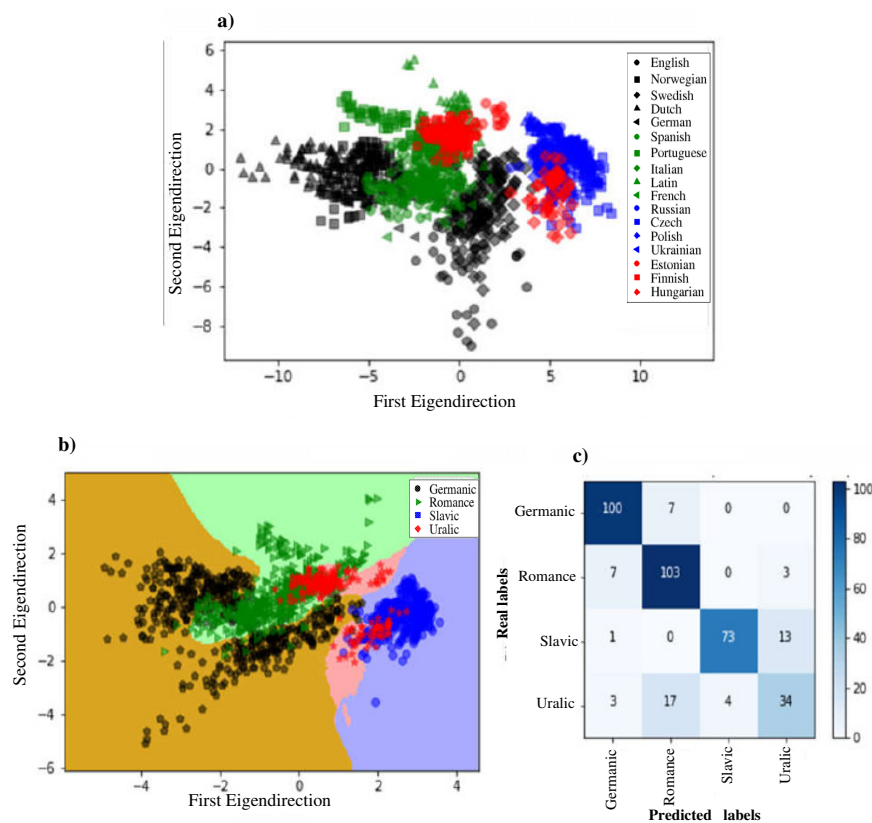 a)
6
4
2
0
−2
−4
−6
−8
Second Eigendirection
−10
−5
0
5
10
First Eigendirection
English
Norwegian
Swedish
Dutch
German
Spanish
Portuguese
Italian
Latin
French
Russian
Czech
Polish
Ukrainian
Estonian
Finnish
Hungarian
b)
4
2
0
−2
−4
−6
Second Eigendirection
−4
−2
0
2
4
First Eigendirection
Germanic
Romance
Slavic
Uralic
c)
Real labels
Germanic 100 7 0 0
Romance 7 103 0 3
Slavic 1 0 73 13
Uralic 3 17 4 34
Germanic
Romance
Slavic
Uralic
Predicted labels
100
80
60
40
20
0